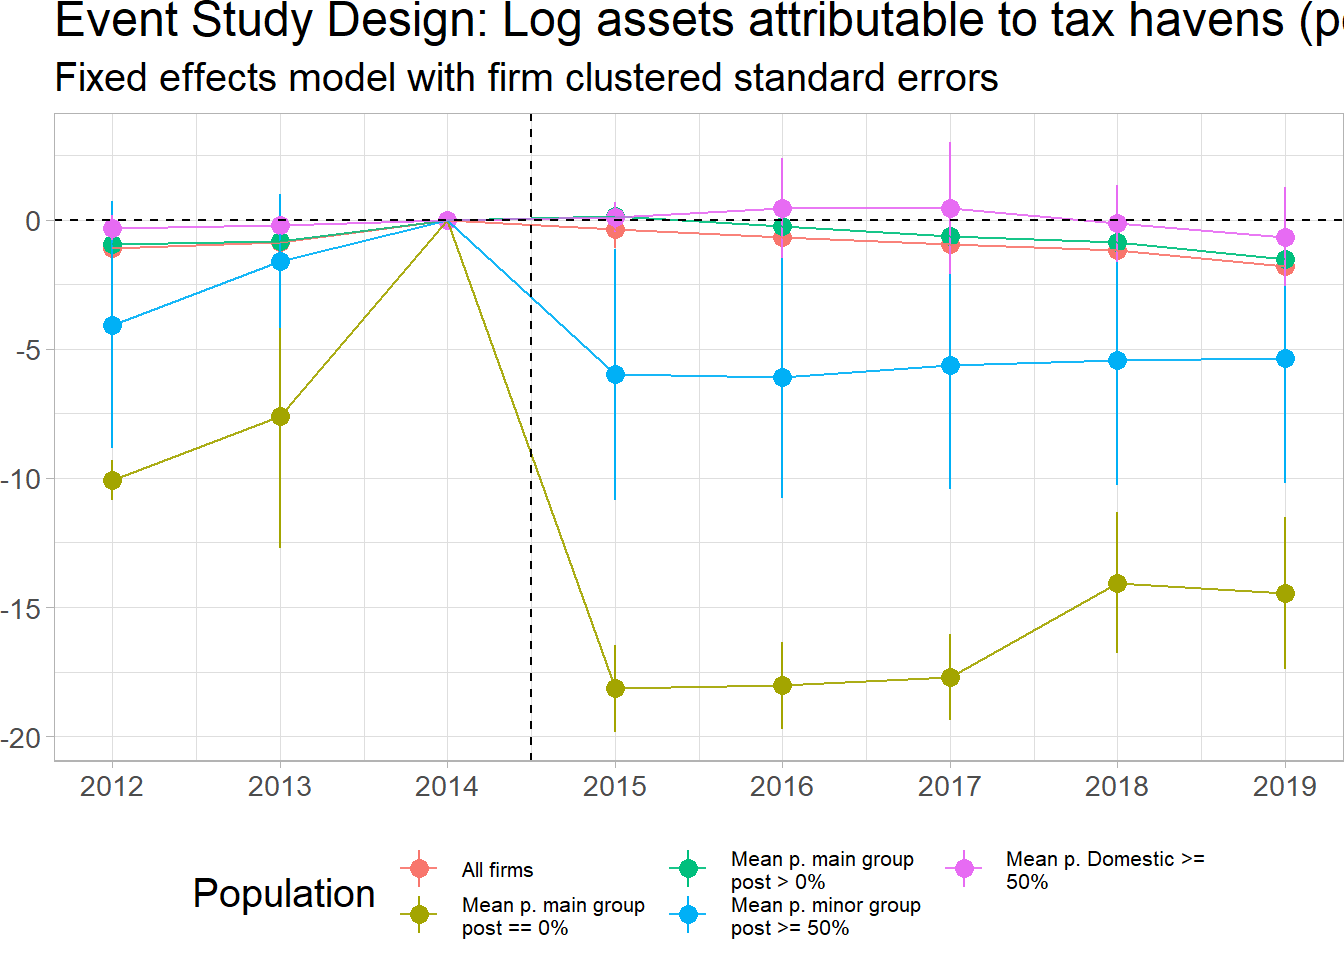 Event Study Design: Log assets attributable to tax havens
Fixed effects model with firm clustered standard errors
0
-5
-10
-15
-20
2012 2013 2014 2015 2016 2017 2018 2019
Population
All firms
Mean p. main group
post == 0%
Mean p. main group
post > 0%
Mean p. minor group
post >= 50%
Mean p. Domestic >=
50%